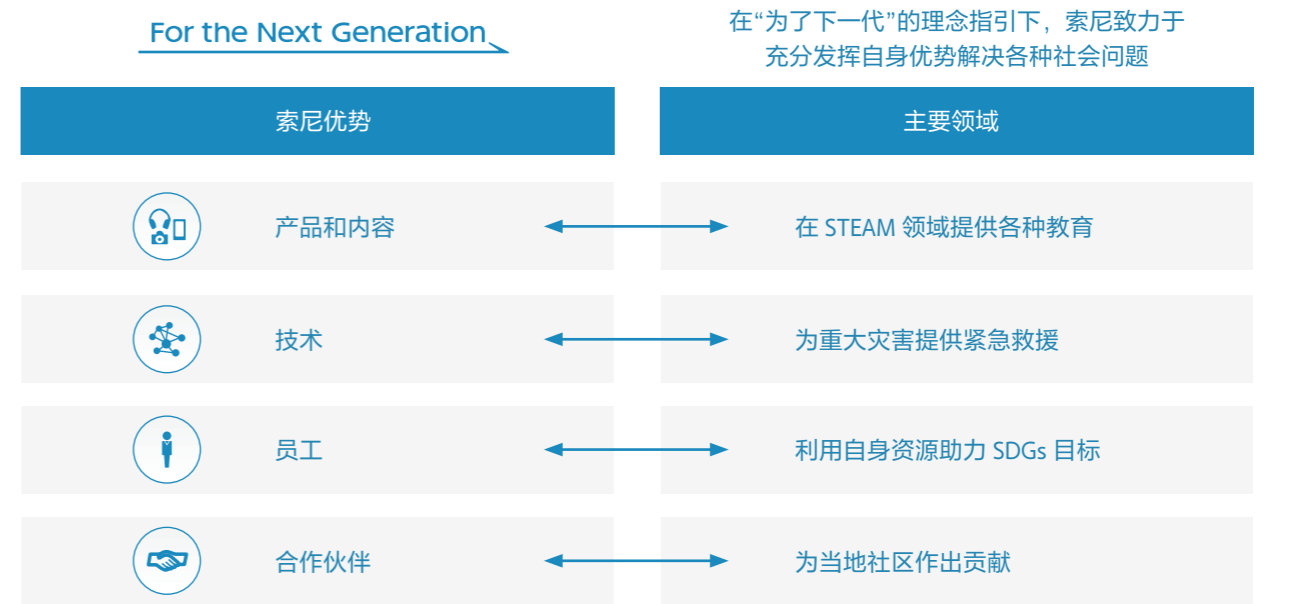 For the Next Generation
在“为了下一代”的理念指引下，索尼致力于
充分发挥自身优势解决各种社会问题
索尼优势
主要领域
产品和内容
在 STEAM 领域提供各种教育
技术
为重大灾害提供紧急救援
员工
利用自身资源助力 SDGs 目标
合作伙伴
为当地社区作出贡献